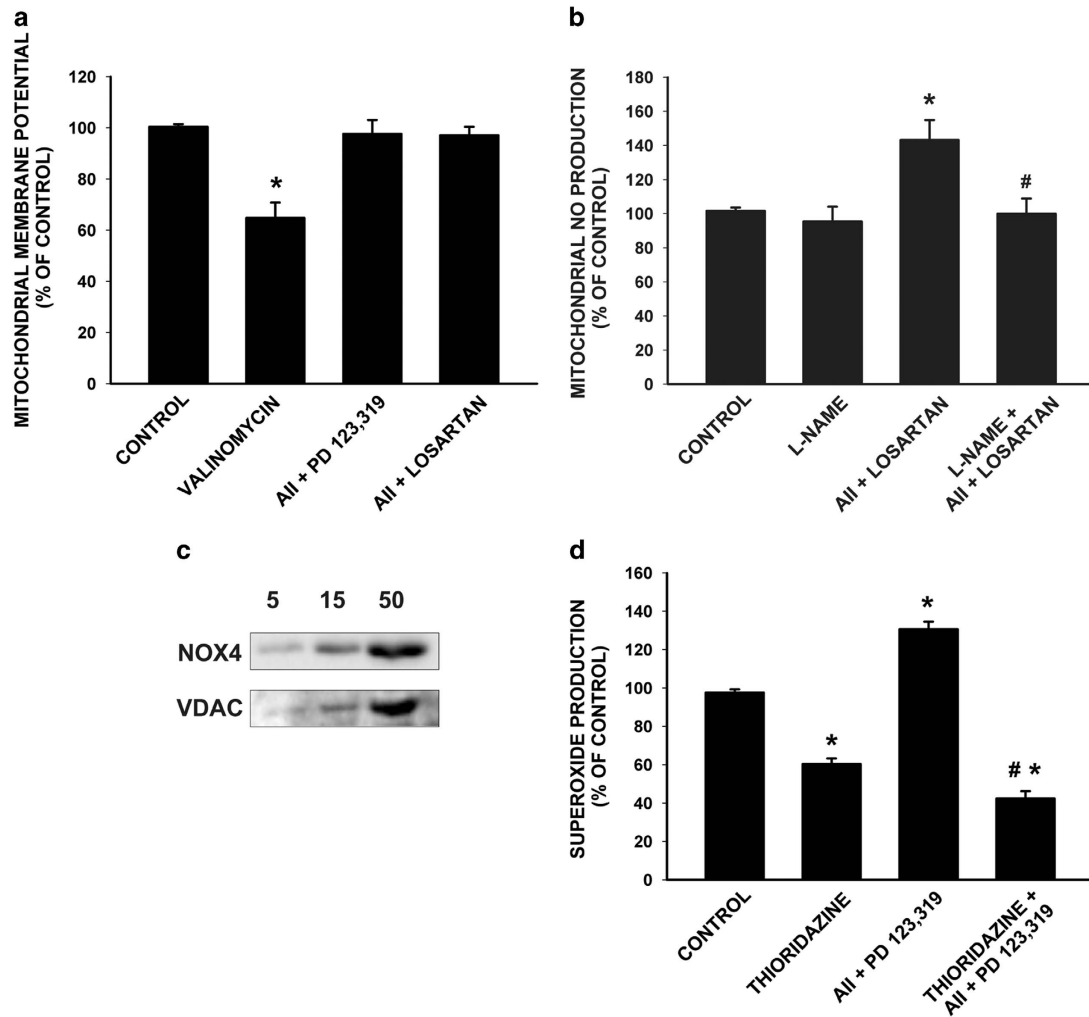 a
MITOCHONDRIAL MEMBRANE POTENTIAL
(% OF CONTROL)
120
100
80
60
40
20
0
*
CONTROL
VALINOMYCIN
AII + PD 123,319
AII + LOSARTAN
b
MITOCHONDRIAL NO PRODUCTION
(% OF CONTROL)
180
160
140
120
100
80
60
40
20
0
*
#
CONTROL
L-NAME
AII + LOSARTAN
L-NAME +
AII + LOSARTAN
c
5 15 50
NOX4
VDAC
d
SUPEROXIDE PRODUCTION
(% OF CONTROL)
160
140
120
100
80
60
40
20
0
*
*
# *
CONTROL
THIORIDAZINE
AII + PD 123,319
THIORIDAZINE +
AII + PD 123,319